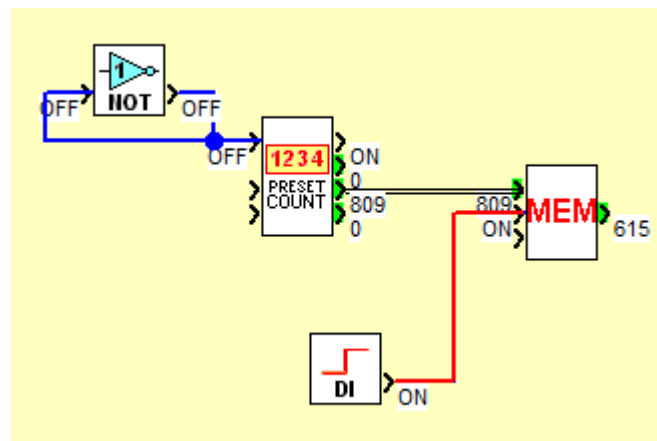 1
OFF
NOT
OFF
OFF
1234
PRESET
COUNT
ON
0
809
0
809
ON
MEM
615
DI
ON